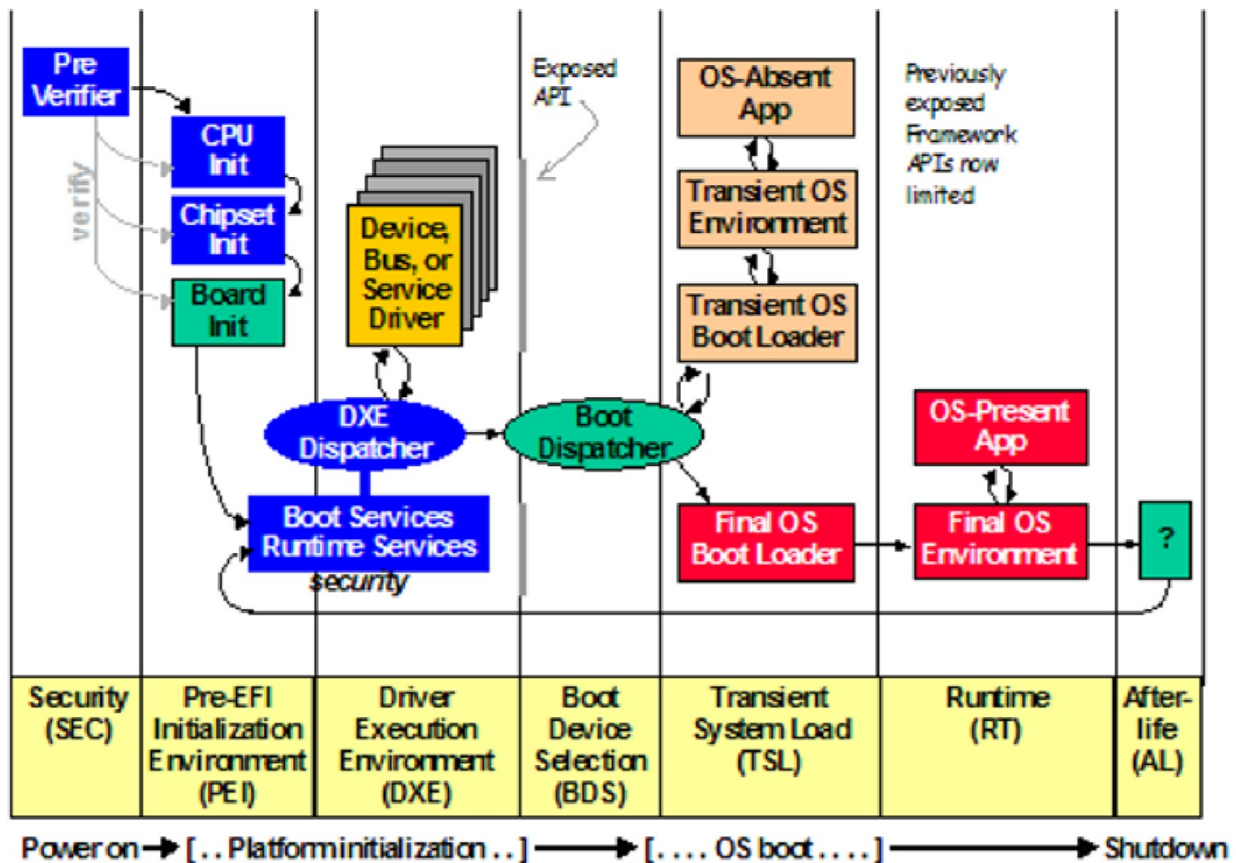 Pre
Verifier
verify
CPU
Init
Chipset
Init
Board
Init
Device,
Bus, or
Service
Driver
DXE
Dispatcher
Boot Services
Runtime Services
security
Exposed
API
Boot
Dispatcher
OS-Absent
App
Transient OS
Environment
Transient OS
Boot Loader
Final OS
Boot Loader
Previously
exposed
Framework
APIs now
limited
OS-Present
App
Final OS
Environment
?
Security
(SEC)
Pre-EFI
Initialization
Environment
(PEI)
Driver
Execution
Environment
(DXE)
Boot
Device
Selection
(BDS)
Transient
System Load
(TSL)
Runtime
(RT)
After-
life
(AL)
Power on [ . . Platform initialization . . ] [ . . . . OS boot . . . . ] Shutdown